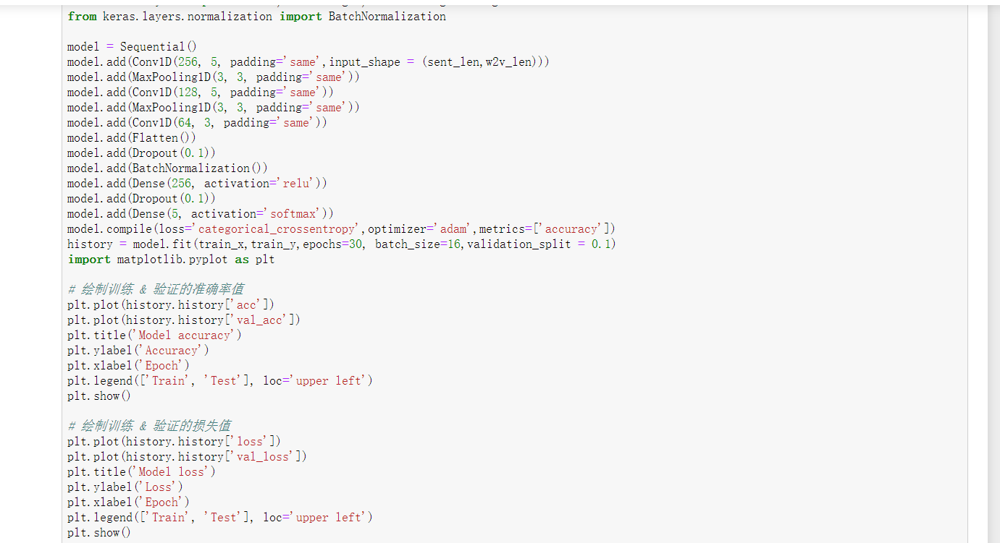 from keras.layers.normalization import BatchNormalization
model = Sequential()
model.add(Conv1D(256, 5, padding='same',input_shape = (sent_len,w2v_len)))
model.add(MaxPooling1D(3, 3, padding='same'))
model.add(Conv1D(128, 5, padding='same'))
model.add(MaxPooling1D(3, 3, padding='same'))
model.add(Conv1D(64, 3, padding='same'))
model.add(Flatten())
model.add(Dropout(0.1))
model.add(BatchNormalization())
model.add(Dense(256, activation='relu'))
model.add(Dropout(0.1))
model.add(Dense(5, activation='softmax'))
model.compile(loss='categorical_crossentropy',optimizer='adam',metrics=['accuracy'])
history = model.fit(train_x,train_y,epochs=30, batch_size=16,validation_split = 0.1)
import matplotlib.pyplot as plt
# 绘制训练 & 验证的准确率值
plt.plot(history.history['acc'])
plt.plot(history.history['val_acc'])
plt.title('Model accuracy')
plt.ylabel('Accuracy')
plt.xlabel('Epoch')
plt.legend(['Train', 'Test'], loc='upper left')
plt.show()
# 绘制训练 & 验证的损失值
plt.plot(history.history['loss'])
plt.plot(history.history['val_loss'])
plt.title('Model loss')
plt.ylabel('Loss')
plt.xlabel('Epoch')
plt.legend(['Train', 'Test'], loc='upper left')
plt.show()